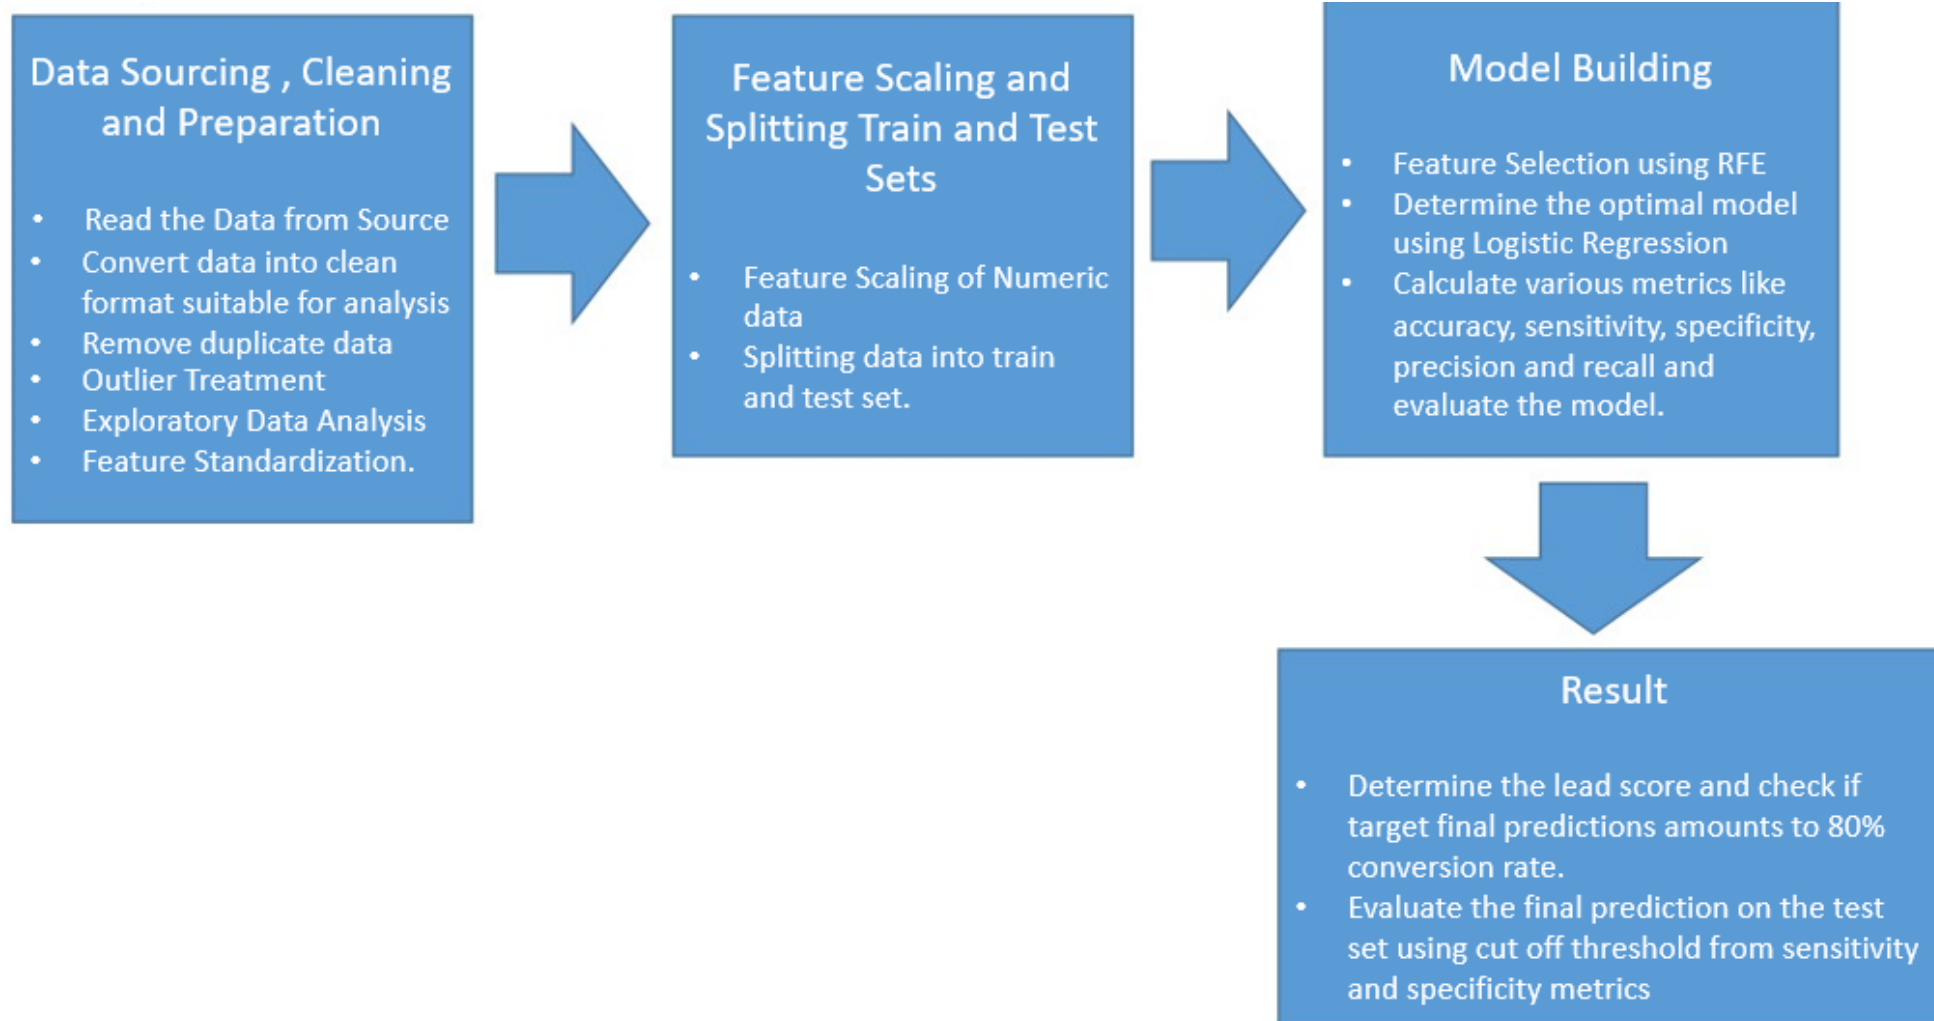 Data Sourcing , Cleaning
and Preparation
• Read the Data from Source
• Convert data into clean
format suitable for analysis
• Remove duplicate data
• Outlier Treatment
• Exploratory Data Analysis
• Feature Standardization.
Feature Scaling and
Splitting Train and Test
Sets
• Feature Scaling of Numeric
data
• Splitting data into train
and test set.
Model Building
• Feature Selection using RFE
• Determine the optimal model
using Logistic Regression
• Calculate various metrics like
accuracy, sensitivity, specificity,
precision and recall and
evaluate the model.
Result
• Determine the lead score and check if
target final predictions amounts to 80%
conversion rate.
• Evaluate the final prediction on the test
set using cut off threshold from sensitivity
and specificity metrics